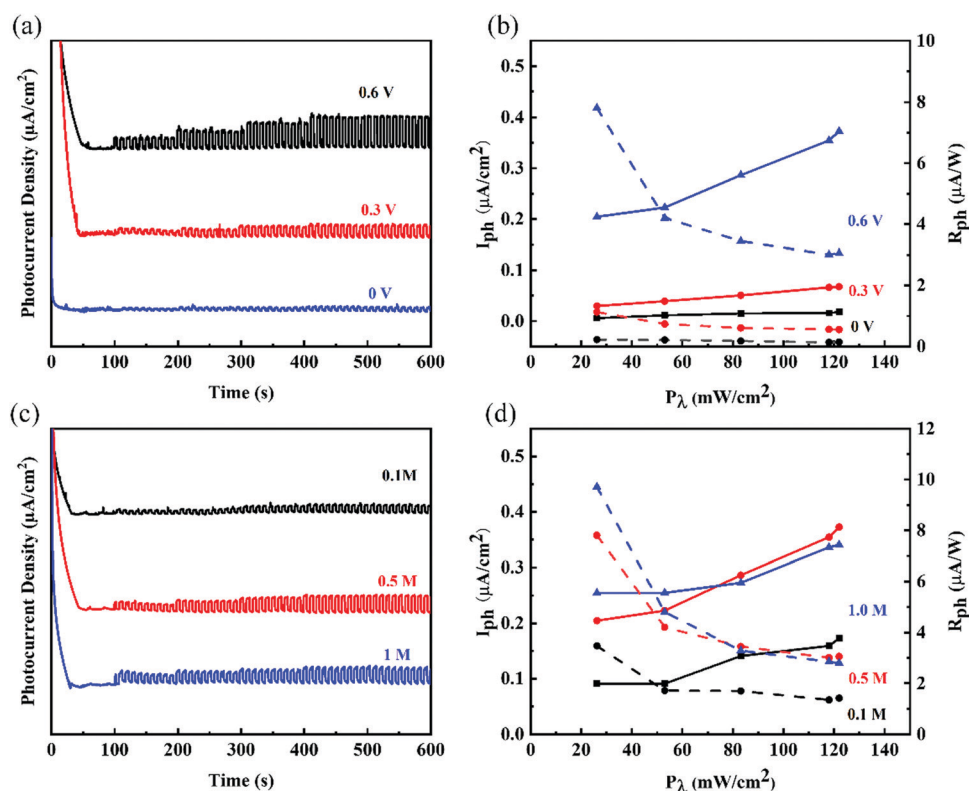 (a)
Photocurrent Density (μA/cm²)
0.6 V
0.3 V
0 V
0 100 200 300 400 500 600
Time (s)
(b)
I_ph (μA/cm²)
0.5
0.4
0.3
0.2
0.1
0.0
0.6 V
0.3 V
0 V
10
8
6
4
2
0
R_ph (μA/W)
0 20 40 60 80 100 120 140
P_λ (mW/cm²)
(c)
Photocurrent Density (μA/cm²)
0.1M
0.5 M
1 M
0 100 200 300 400 500 600
Time (s)
(d)
I_ph (μA/cm²)
0.5
0.4
0.3
0.2
0.1
0.0
1.0 M
0.5 M
0.1 M
12
10
8
6
4
2
0
R_ph (μA/W)
0 20 40 60 80 100 120 140
P_λ (mW/cm²)